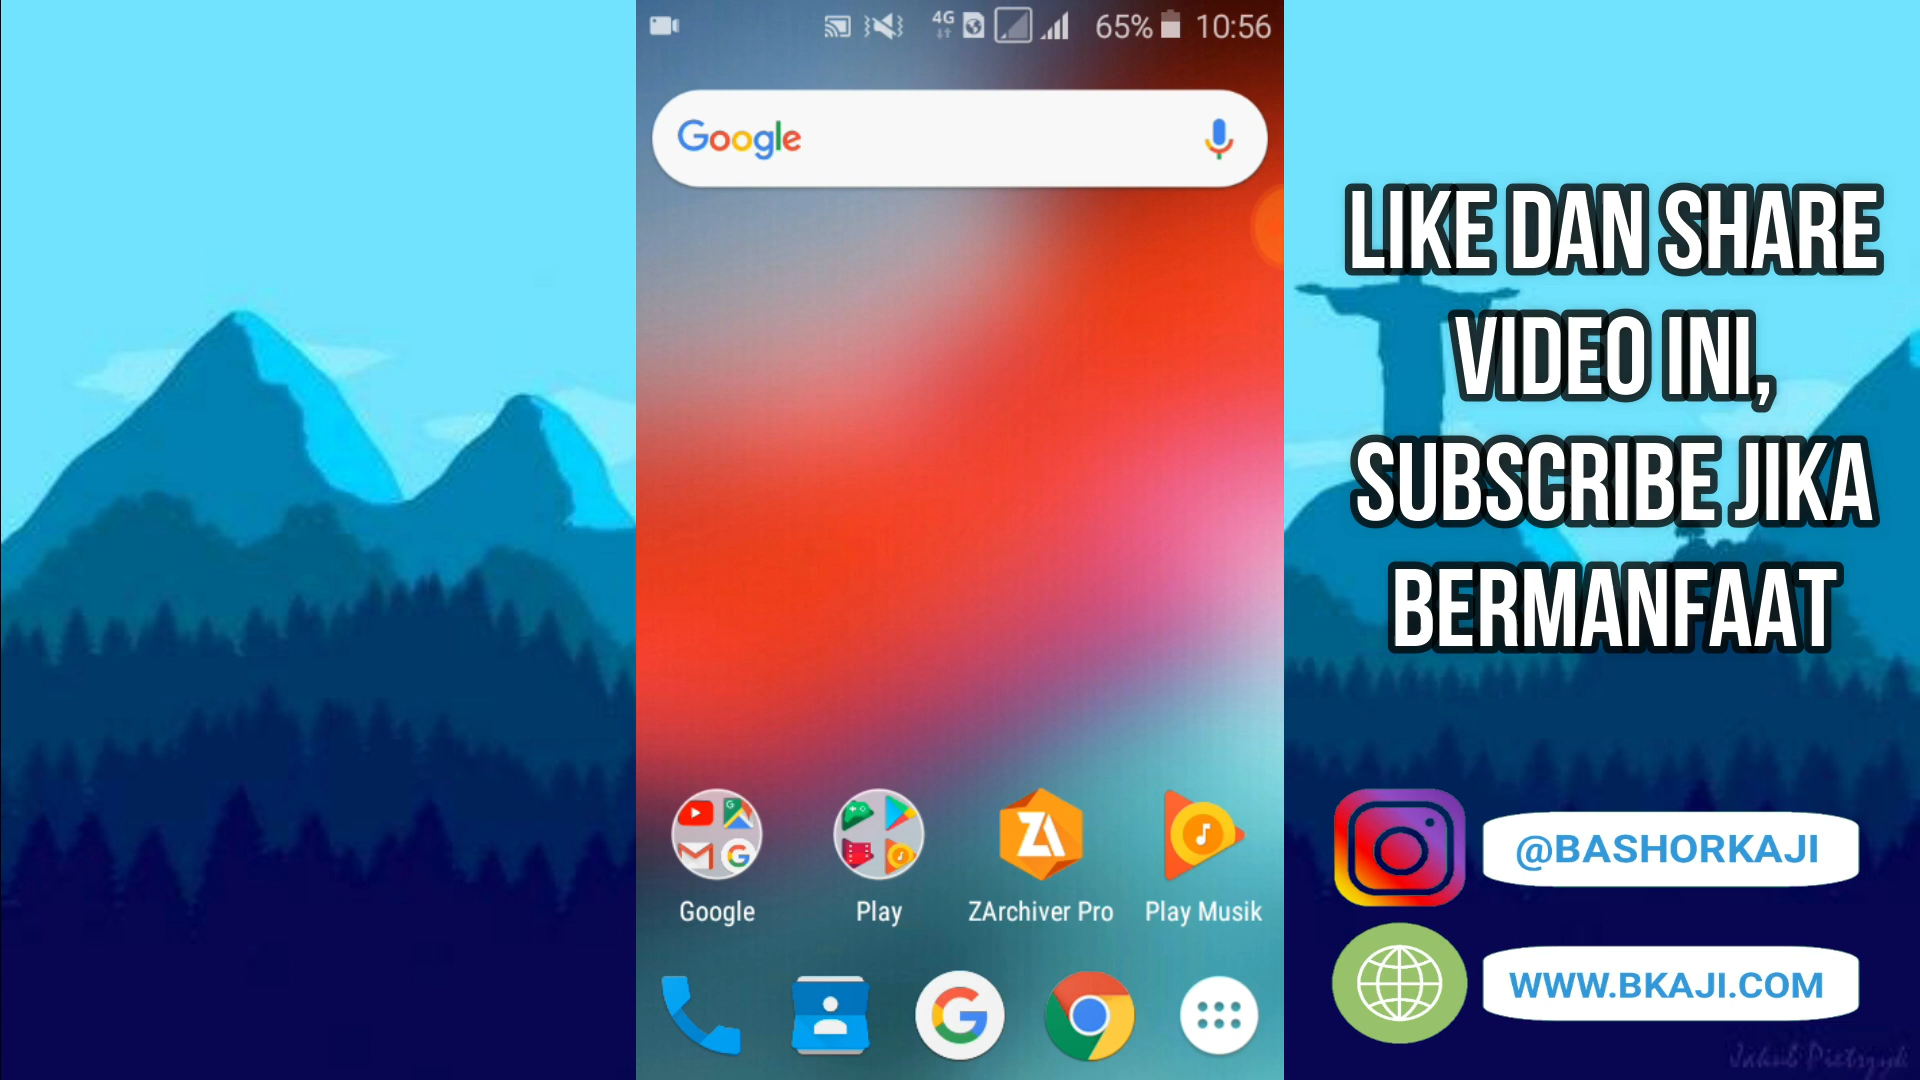 4G
65%
10:56
Google
LIKE DAN SHARE
VIDEO INI,
SUBSCRIBE JIKA
BERMANFAAT
Google
Play
ZArchiver Pro
Play Musik
@BASHORKAJI
WWW.BKAJI.COM